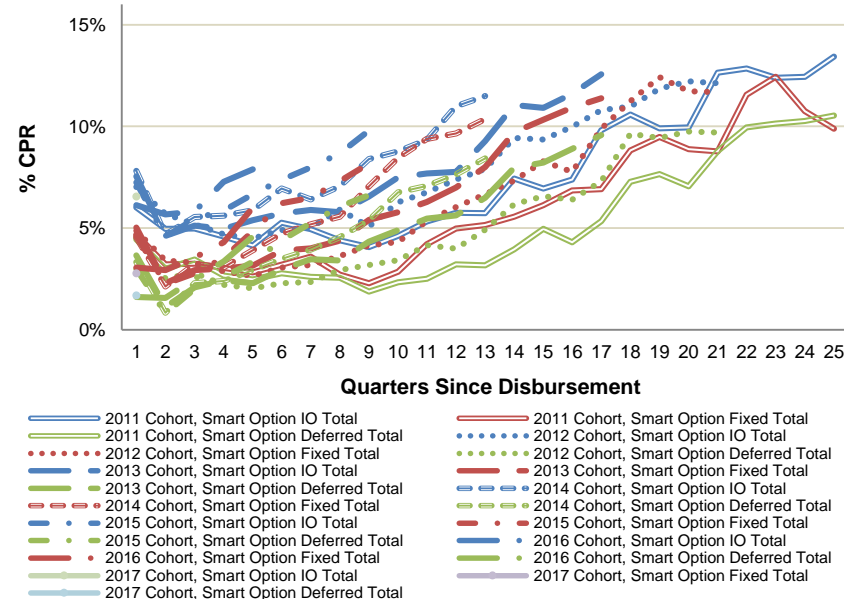 15%
10%
5%
0%
% CPR
1 2 3 4 5 6 7 8 9 10 11 12 13 14 15 16 17 18 19 20 21 22 23 24 25
Quarters Since Disbursement
2011 Cohort, Smart Option IO Total
2011 Cohort, Smart Option Fixed Total
2011 Cohort, Smart Option Deferred Total
2012 Cohort, Smart Option IO Total
2012 Cohort, Smart Option Fixed Total
2012 Cohort, Smart Option Deferred Total
2013 Cohort, Smart Option IO Total
2013 Cohort, Smart Option Fixed Total
2013 Cohort, Smart Option Deferred Total
2014 Cohort, Smart Option IO Total
2014 Cohort, Smart Option Fixed Total
2014 Cohort, Smart Option Deferred Total
2015 Cohort, Smart Option IO Total
2015 Cohort, Smart Option Fixed Total
2015 Cohort, Smart Option Deferred Total
2016 Cohort, Smart Option IO Total
2016 Cohort, Smart Option Fixed Total
2016 Cohort, Smart Option Deferred Total
2017 Cohort, Smart Option IO Total
2017 Cohort, Smart Option Fixed Total
2017 Cohort, Smart Option Deferred Total